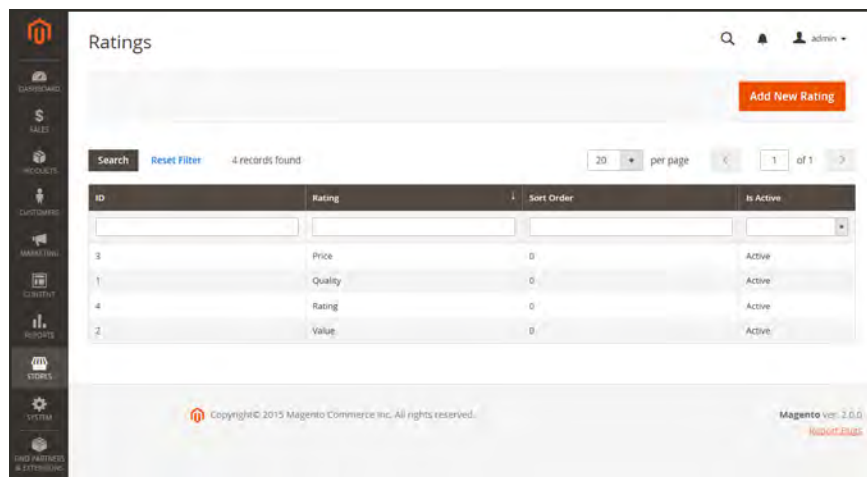 Ratings
admin
DASHBOARD
Add New Rating
SALES
Search Reset Filter 4 records found 20 per page 1 of 1
PRODUCTS
ID Rating Sort Order Is Active
CUSTOMERS
MARKETING
3 Price 0 Active
1 Quality 0 Active
CONTENT
4 Rating 0 Active
2 Value 0 Active
REPORTS
STORES
SYSTEM
Copyright© 2015 Magento Commerce Inc. All rights reserved.
Magento ver. 2.0.0
Report Bugs
FIND PARTNERS
& EXTENSIONS